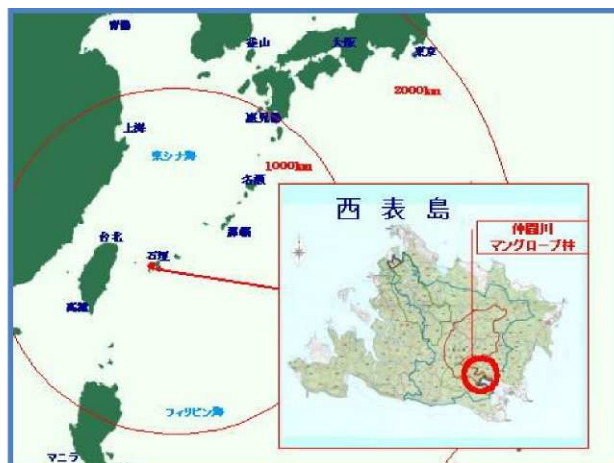 青島
釜山
大阪
東京
2000km
鹿児島
上海
東シナ海
1000km
名瀬
那覇
台北
石垣
高雄
フィリピン海
マニラ
西表島
仲間川
マングローブ林